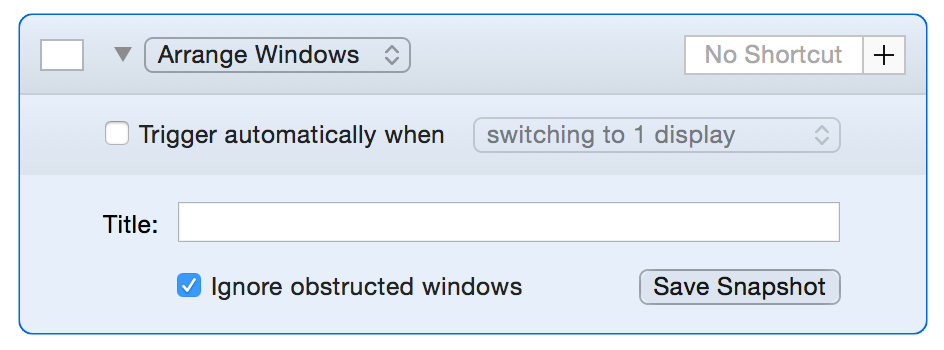 Arrange Windows No Shortcut +
Trigger automatically when switching to 1 display
Title:
Ignore obstructed windows Save Snapshot